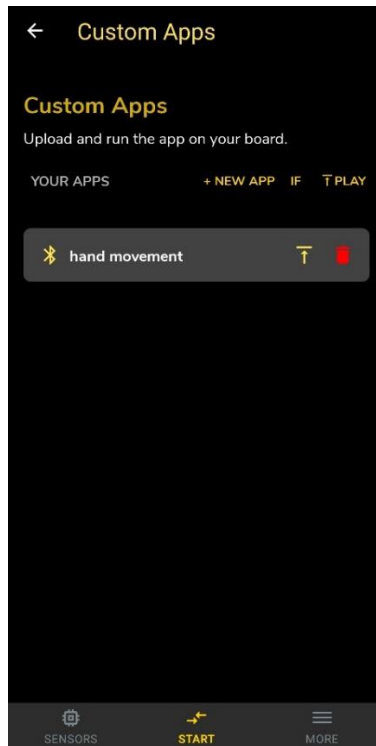 Custom Apps
Custom Apps
Upload and run the app on your board.
YOUR APPS + NEW APP IF PLAY
hand movement
SENSORS START MORE